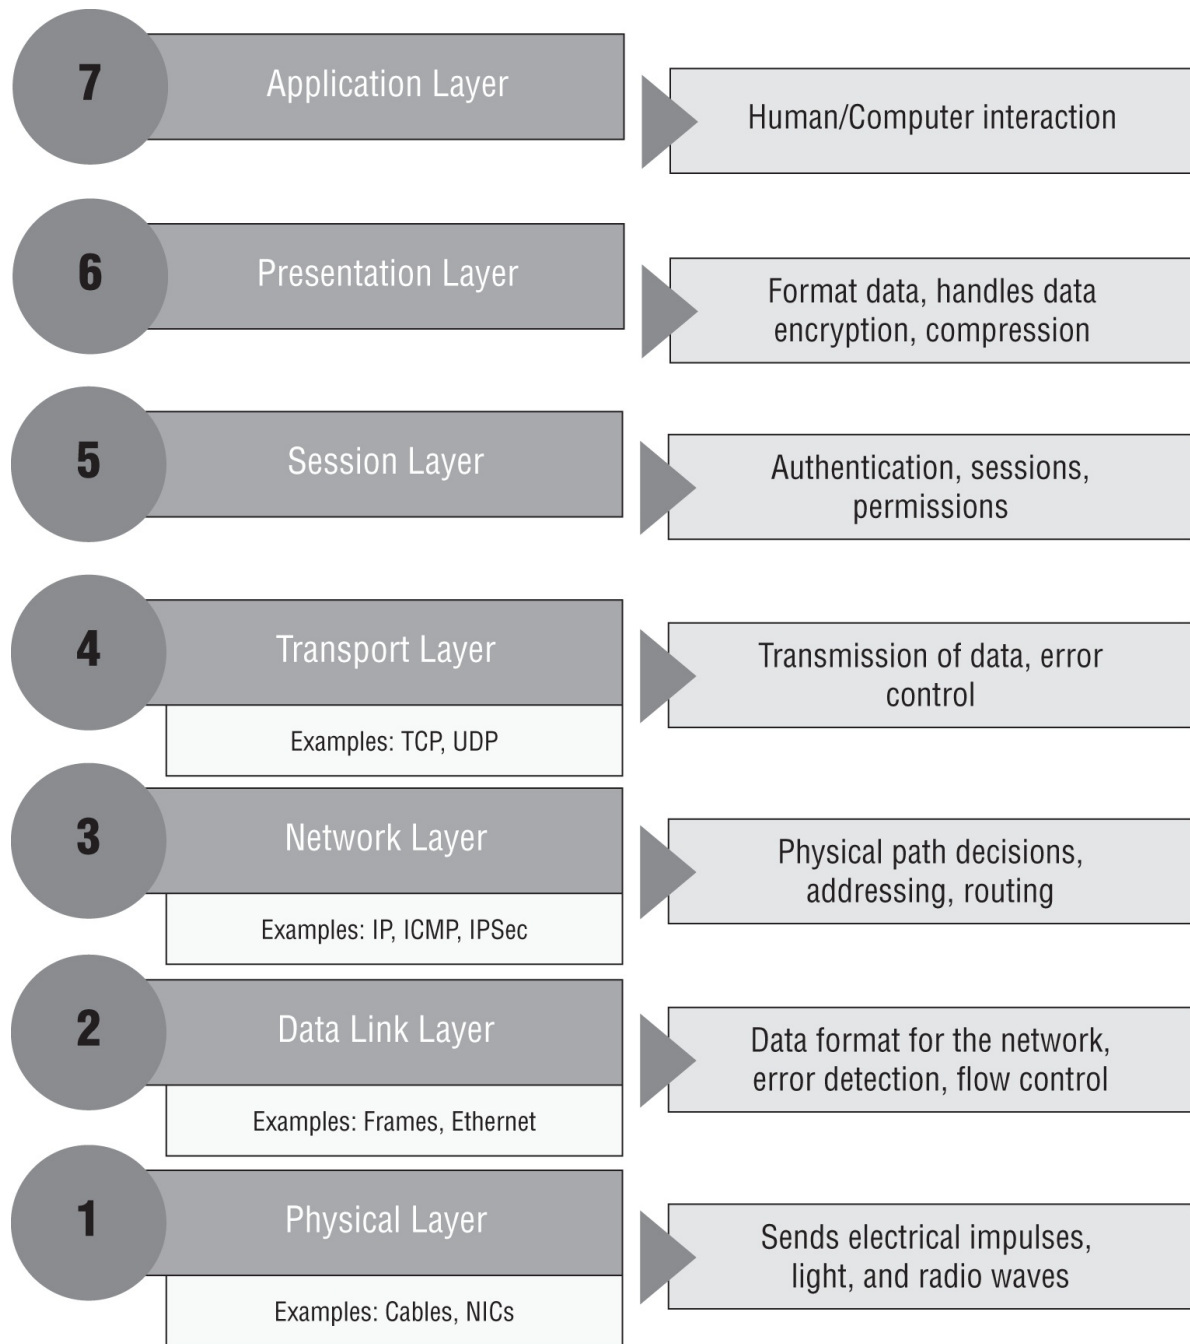 7
Application Layer
Human/Computer interaction
6
Presentation Layer
Format data, handles data
encryption, compression
5
Session Layer
Authentication, sessions,
permissions
4
Transport Layer
Examples: TCP, UDP
Transmission of data, error
control
3
Network Layer
Examples: IP, ICMP, IPSec
Physical path decisions,
addressing, routing
2
Data Link Layer
Examples: Frames, Ethernet
Data format for the network,
error detection, flow control
1
Physical Layer
Examples: Cables, NICs
Sends electrical impulses,
light, and radio waves